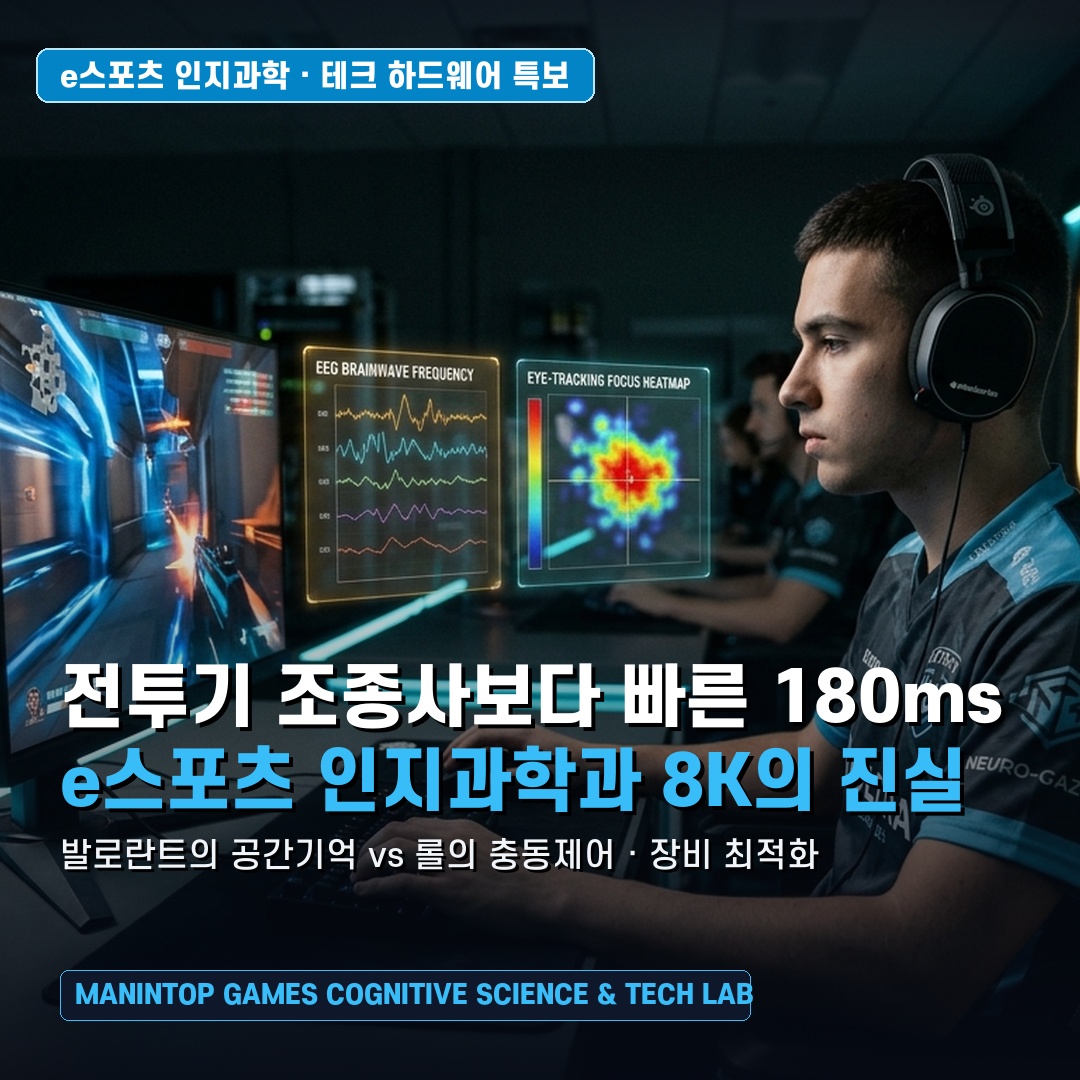 e스포츠 인지과학 · 테크 하드웨어 특보
EEG BRAINWAVE FREQUENCY
EYE-TRACKING FOCUS HEATMAP
전투기 조종사보다 빠른 180ms
e스포츠 인지과학과 8K의 진실
NEURO-GAZ
발로란트의 공간기억 vs 롤의 충동제어 · 장비 최적화
MANINTOP GAMES COGNITIVE SCIENCE & TECH LAB